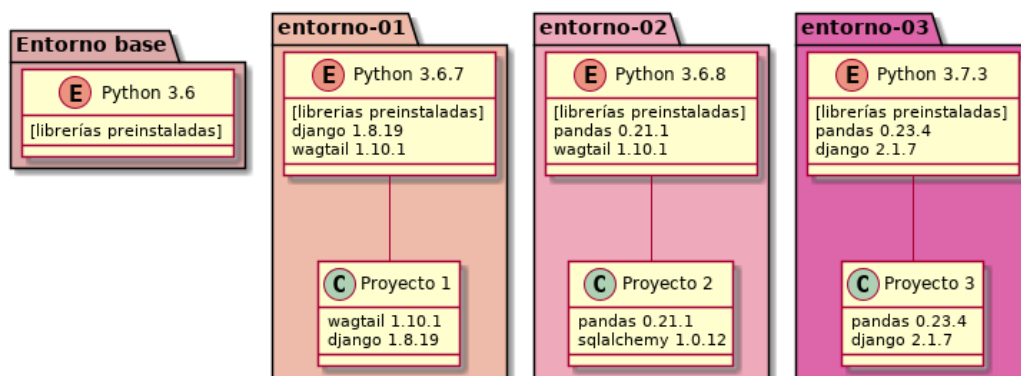 Entorno base
E Python 3.6
[librerías preinstaladas]
entorno-01
E Python 3.6.7
[librerias preinstaladas]
django 1.8.19
wagtail 1.10.1
C Proyecto 1
wagtail 1.10.1
django 1.8.19
entorno-02
E Python 3.6.8
[librerías preinstaladas]
pandas 0.21.1
wagtail 1.10.1
C Proyecto 2
pandas 0.21.1
sqlalchemy 1.0.12
entorno-03
E Python 3.7.3
[librerías preinstaladas]
pandas 0.23.4
django 2.1.7
C Proyecto 3
pandas 0.23.4
django 2.1.7